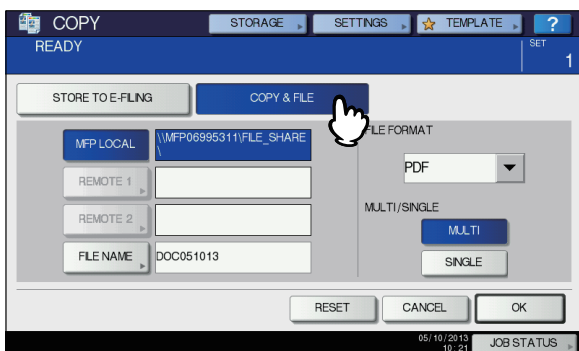 COPY
STORAGE
SETTINGS
TEMPLATE
?
READY
SET
1
STORE TO E-FILING
COPY & FILE
MFP LOCAL
\\MFP06995311\FILE_SHARE
\
REMOTE 1
REMOTE 2
FILE NAME
DOC051013
FILE FORMAT
PDF
MULTI/SINGLE
MULTI
SINGLE
RESET
CANCEL
OK
05/10/2013
10:21
JOB STATUS